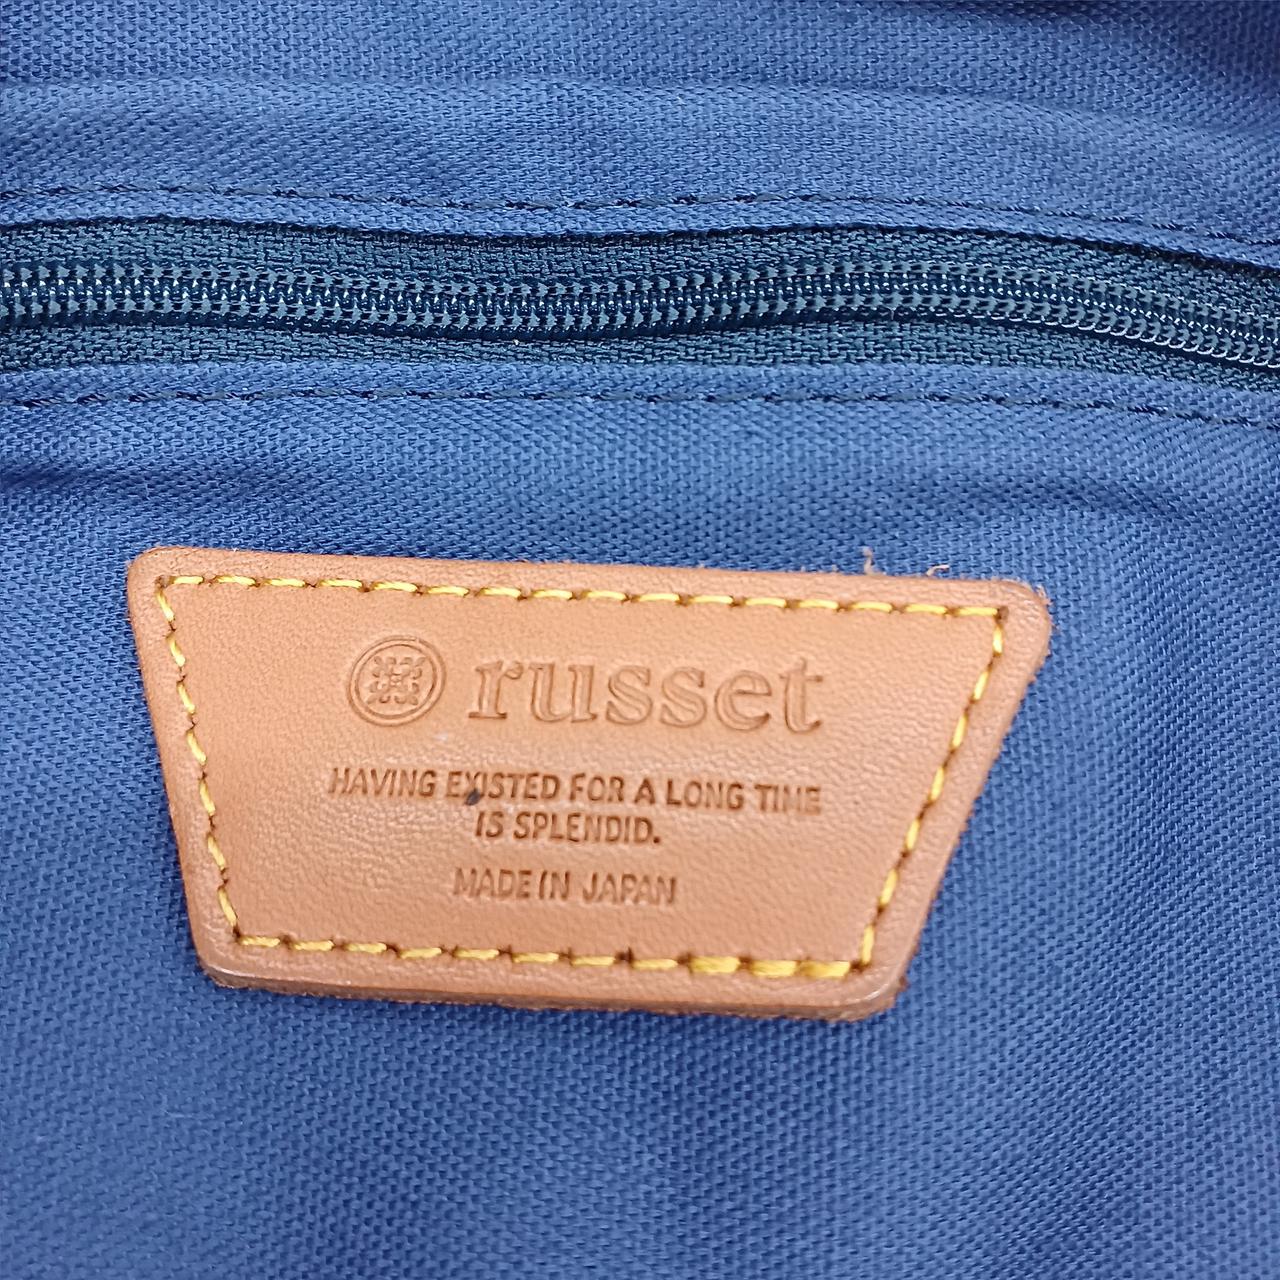 russet
HAVING EXISTED FOR A LONG TIME
IS SPLENDID.
MADE IN JAPAN